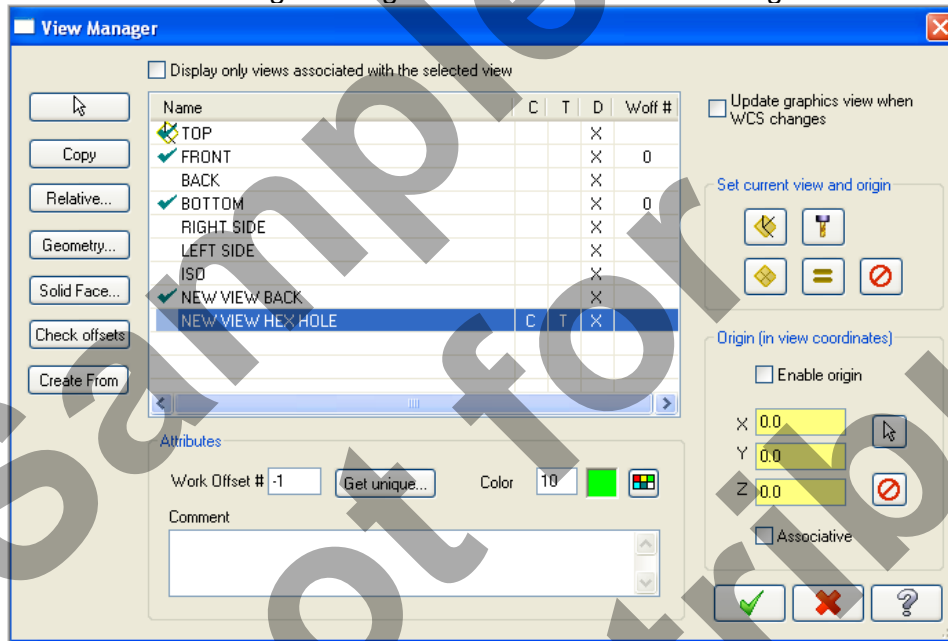 View Manager
Display only views associated with the selected view
Name C T D Woff #
TOP X
FRONT X 0
BACK X
BOTTOM X 0
RIGHT SIDE X
LEFT SIDE X
ISO X
NEW VIEW BACK X
NEW VIEW HEX HOLE C T X
Copy
Relative...
Geometry...
Solid Face...
Check offsets
Create From
Update graphics view when
WCS changes
Set current view and origin
Origin (in view coordinates)
Enable origin
X 0.0
Y 0.0
Z 0.0
Associative
Attributes
Work Offset # -1 Get unique... Color 10
Comment
Sample
not for